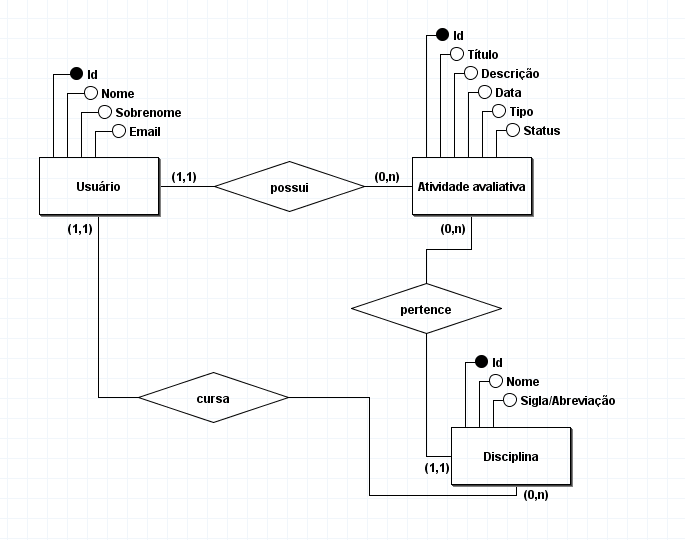 Id
Título
Descrição
Data
Tipo
Status
Id
Nome
Sobrenome
Email
Usuário
(1,1)
possui
(0,n)
Atividade avaliativa
(1,1)
(0,n)
pertence
Id
Nome
Sigla/Abreviação
cursa
Disciplina
(1,1)
(0,n)